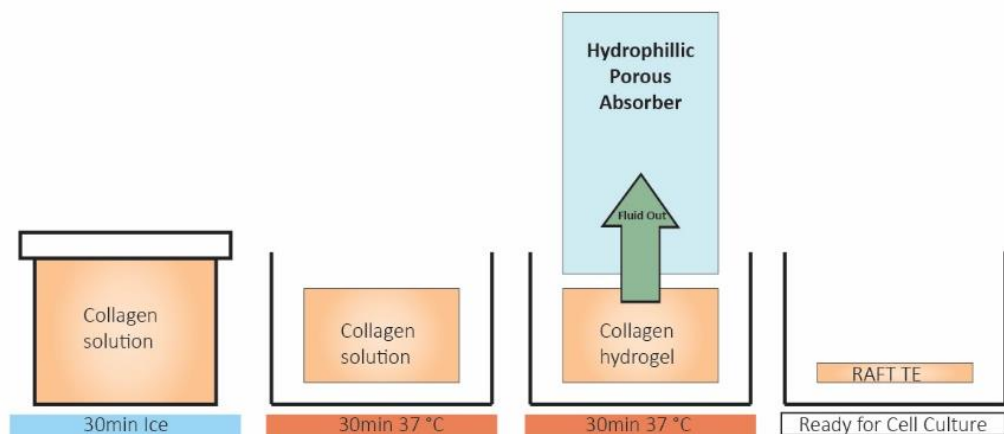 Hydrophillic
Porous
Absorber
Fluid Out
Collagen
solution
Collagen
solution
Collagen
hydrogel
RAFT TE
30min Ice
30min 37 °C
30min 37 °C
Ready for Cell Culture